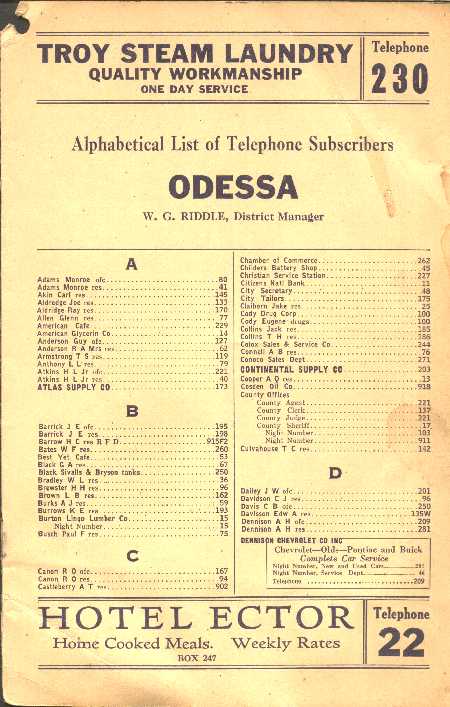 TROY STEAM LAUNDRY
QUALITY WORKMANSHIP
ONE DAY SERVICE
Telephone
230
Alphabetical List of Telephone Subscribers
ODESSA
W. G. RIDDLE, District Manager
A
Adams Monroe ofc 80
Adams Monroe res 41
Akin Carl res 145
Aldredge Joe res 133
Aldridge Ray res 170
Allen Glenn res 77
American Cafe 229
American Glycerin Co 14
Anderson Guy ofc 127
Anderson R A Mrs res 62
Armstrong T S res 119
Anthony L L res 79
Atkins H L Jr ofc 221
Atkins H L Jr res 40
ATLAS SUPPLY CO 173
B
Barrick J E ofc 195
Barrick J E res 198
Barrow H C res R F D 915F2
Bates W F res 260
Best Yet Cafe 53
Black G A res 67
Black Sivalls & Bryson tanks 250
Bradley W L res 36
Brewster H H res 96
Brown L B res 162
Burks A J res 59
Burrows K E res 193
Burton Lingo Lumber Co 15
Night Number 15
Busch Paul F res 75
C
Canon R O ofc 167
Canon R O res 94
Castleberry A T res 902
Chamber of Commerce 262
Childers Battery Shop 45
Christian Service Station 227
Citizens Natl Bank 11
City Secretary 48
City Tailors 175
Claiborn Jake res 25
Cody Drug Corp 100
Cody Eugene drugs 100
Collins Jack res 185
Collins T H res 186
Colox Sales & Service Co 244
Connell A B res 76
Conoco Sales Dept 271
CONTINENTAL SUPPLY CO 203
Cooper A O res 13
Cosden Oil Co 918
County Offices
County Agent 221
County Clerk 137
County Judge 221
County Sheriff 17
Night Number 103
Night Number 911
Culvahouse T C res 142
D
Dailey J W ofc 201
Davidson C J res 96
Davis C B ofc 250
Davisson Edw A res 135W
Dennison A H ofc 209
Dennison A H res 281
DENNISON CHEVROLET CO INC
Chevrolet—Olds—Pontiac and Buick
Complete Car Service
Night Number, New and Used Cars 281
Night Number, Service Dept.
Telephone 209
HOTEL ECTOR
Home Cooked Meals. Weekly Rates
BOX 247
Telephone
22